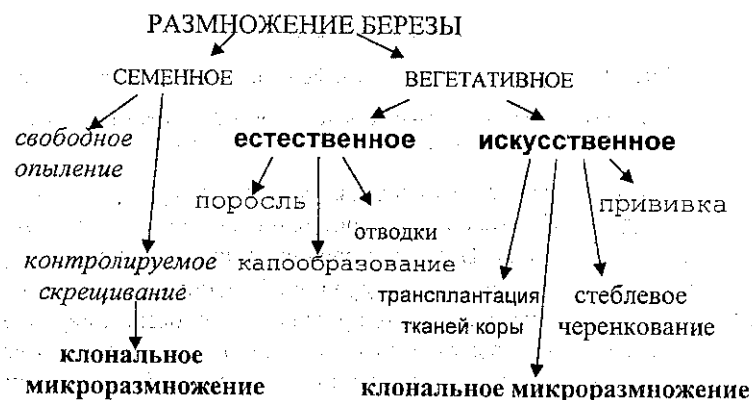 РАЗМНОЖЕНИЕ БЕРЕЗЫ
СЕМЕННОЕ
ВЕГЕТАТИВНОЕ
свободное
опыление
естественное
искусственное
поросль
прививка
отводки
контролируемое
скрещивание
капообразование
трансплантация
тканей коры
стеблевое
черенкование
клональное
микроразмножение
клональное микроразмножение